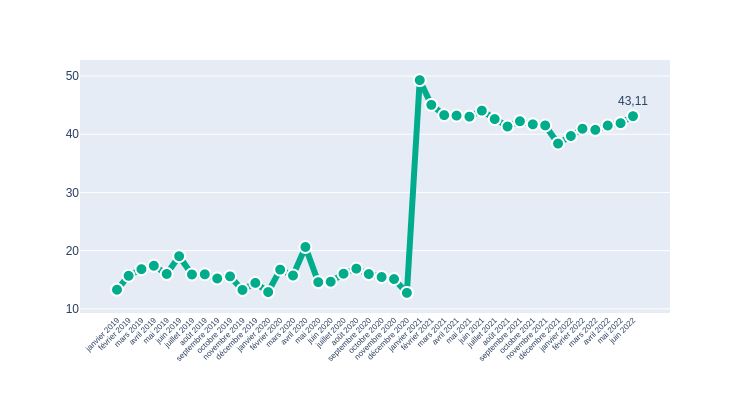 50
43,11
40
30
20
10
janvier 2019
février 2019
mars 2019
avril 2019
mai 2019
juin 2019
juillet 2019
août 2019
septembre 2019
octobre 2019
novembre 2019
décembre 2019
janvier 2020
février 2020
mars 2020
avril 2020
mai 2020
juin 2020
juillet 2020
août 2020
septembre 2020
octobre 2020
novembre 2020
décembre 2020
janvier 2021
février 2021
mars 2021
avril 2021
mai 2021
juin 2021
juillet 2021
août 2021
septembre 2021
octobre 2021
novembre 2021
décembre 2021
janvier 2022
février 2022
mars 2022
avril 2022
mai 2022
juin 2022